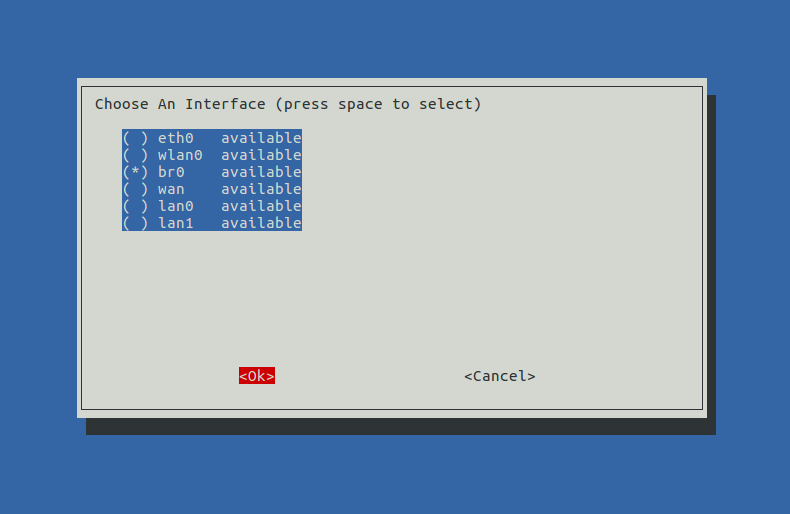 Choose An Interface (press space to select)
( ) eth0   available
( ) wlan0  available
(*) br0    available
( ) wan    available
( ) lan0   available
( ) lan1   available
<Ok>                     <Cancel>